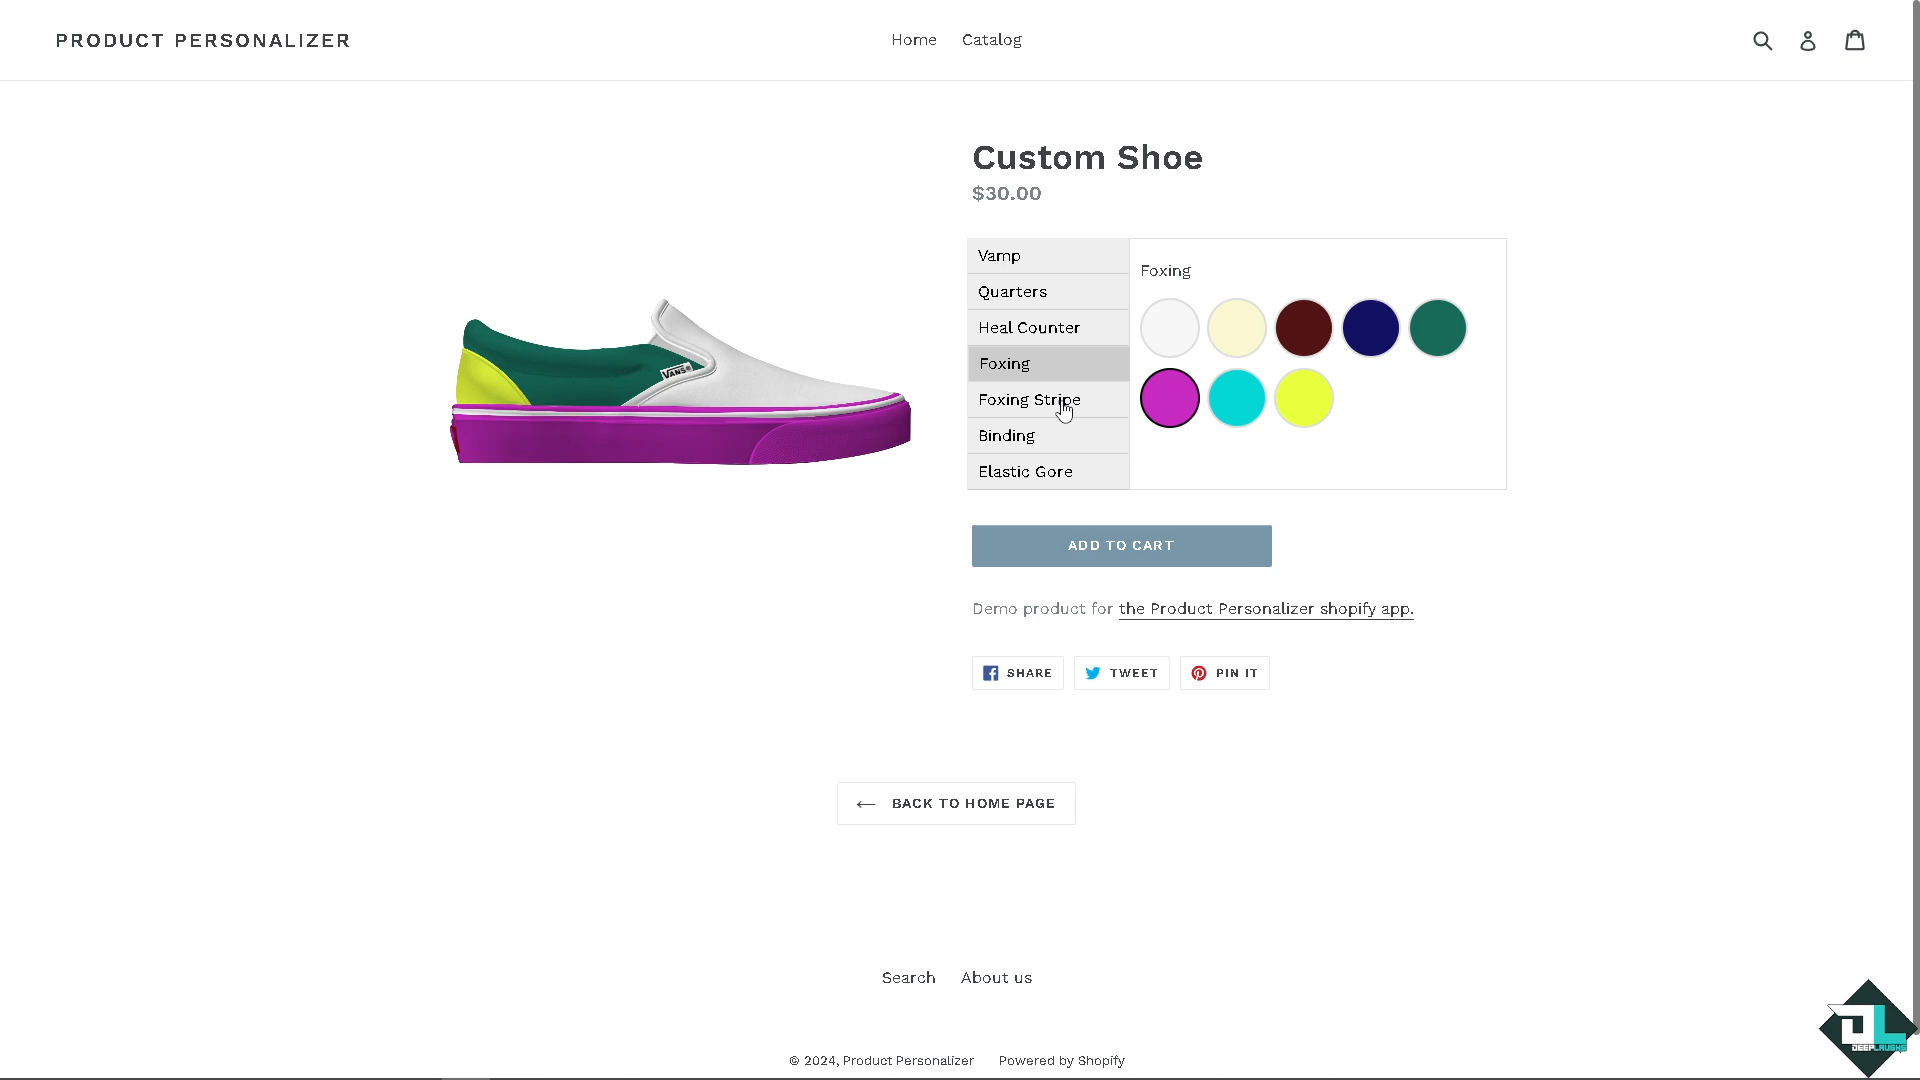 PRODUCT PERSONALIZER
Home
Catalog
Custom Shoe
$30.00
Vamp
Quarters
Heal Counter
Foxing
Foxing Stripe
Binding
Elastic Gore
Foxing
VANS
ADD TO CART
Demo product for the Product Personalizer shopify app.
SHARE
TWEET
PIN IT
BACK TO HOME PAGE
Search
About us
© 2024, Product Personalizer
Powered by Shopify
DL
DEEPLAUGHS